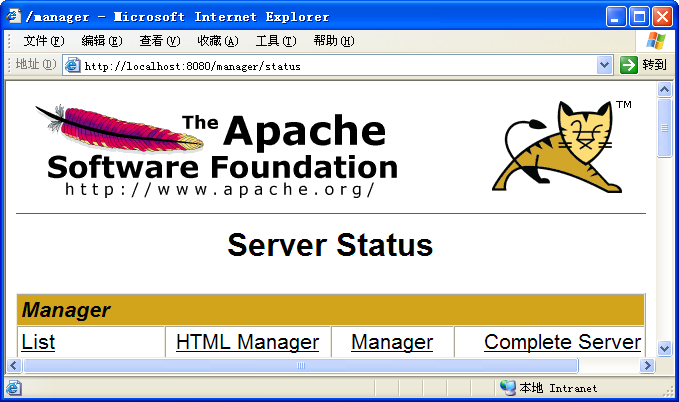 /manager - Microsoft Internet Explorer
文件(F) 编辑(E) 查看(V) 收藏(A) 工具(T) 帮助(H)
地址(D) http://localhost:8080/manager/status 转到
The Apache
Software Foundation
http://www.apache.org/
TM
Server Status
Manager
List HTML Manager Manager Complete Server
本地 Intranet